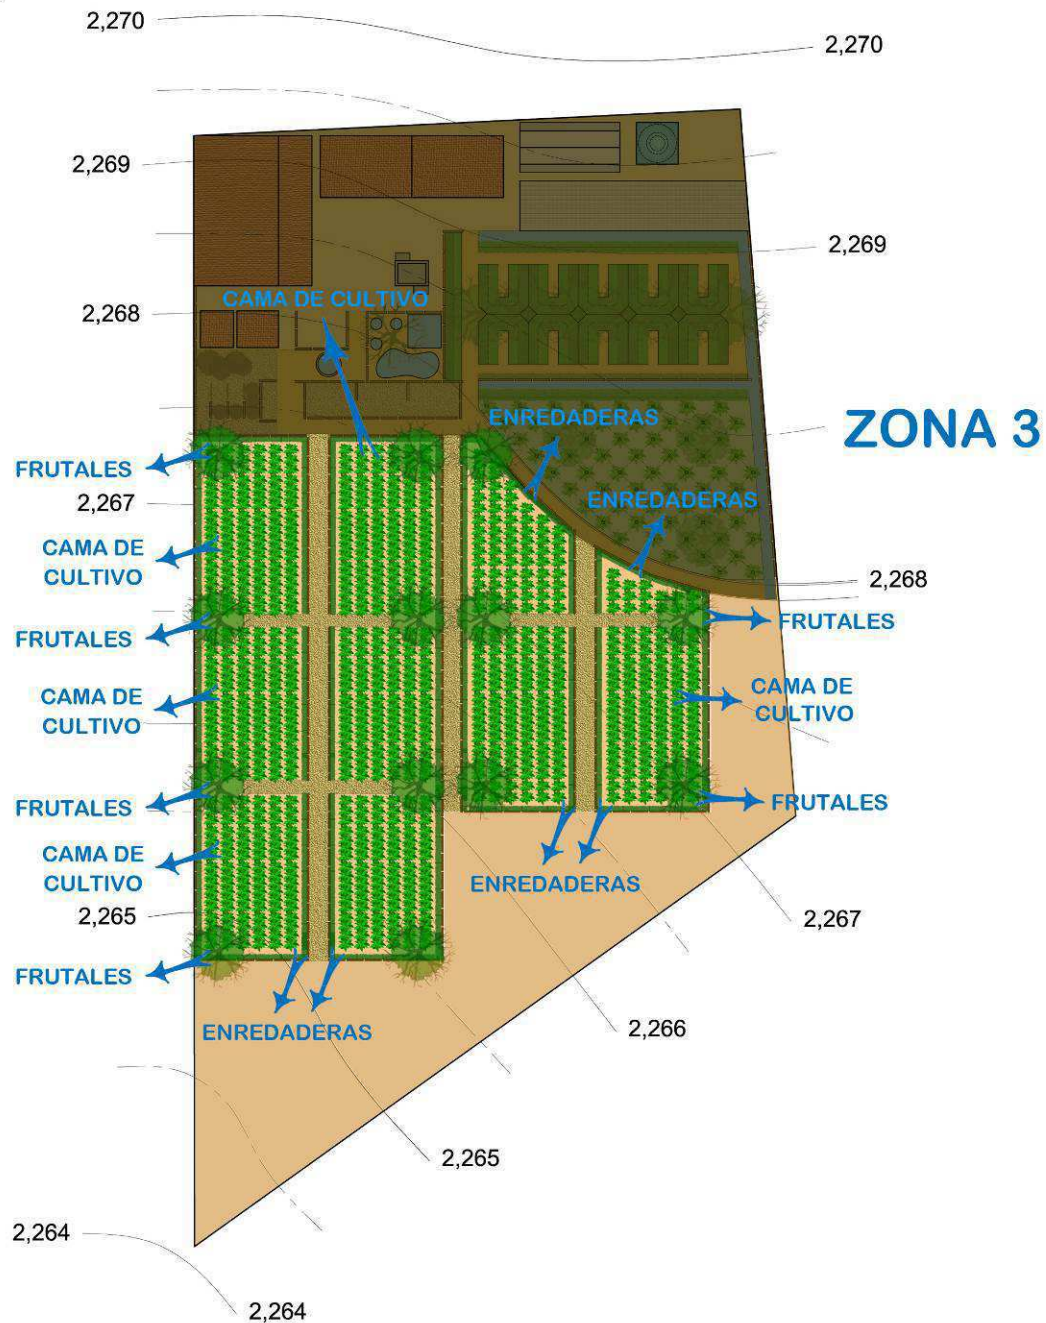 2,270
2,270
2,269
2,269
CAMA DE CULTIVO
2,268
ENREDADERAS
ZONA 3
FRUTALES
2,267
ENREDADERAS
CAMA DE
CULTIVO
2,268
FRUTALES
FRUTALES
CAMA DE
CULTIVO
CAMA DE
CULTIVO
FRUTALES
FRUTALES
CAMA DE
CULTIVO
ENREDADERAS
2,265
2,267
FRUTALES
ENREDADERAS
2,266
2,265
2,264
2,264